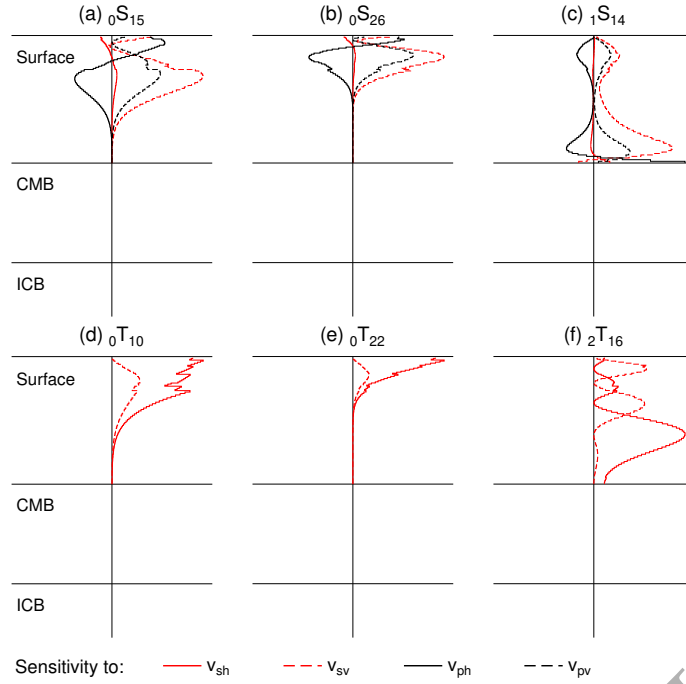 (a) ₀S₁₅ (b) ₀S₂₆ (c) ₁S₁₄
Surface
CMB
ICB
(d) ₀T₁₀ (e) ₀T₂₂ (f) ₂T₁₆
Surface
CMB
ICB
Sensitivity to: v_sh v_sv v_ph v_pv